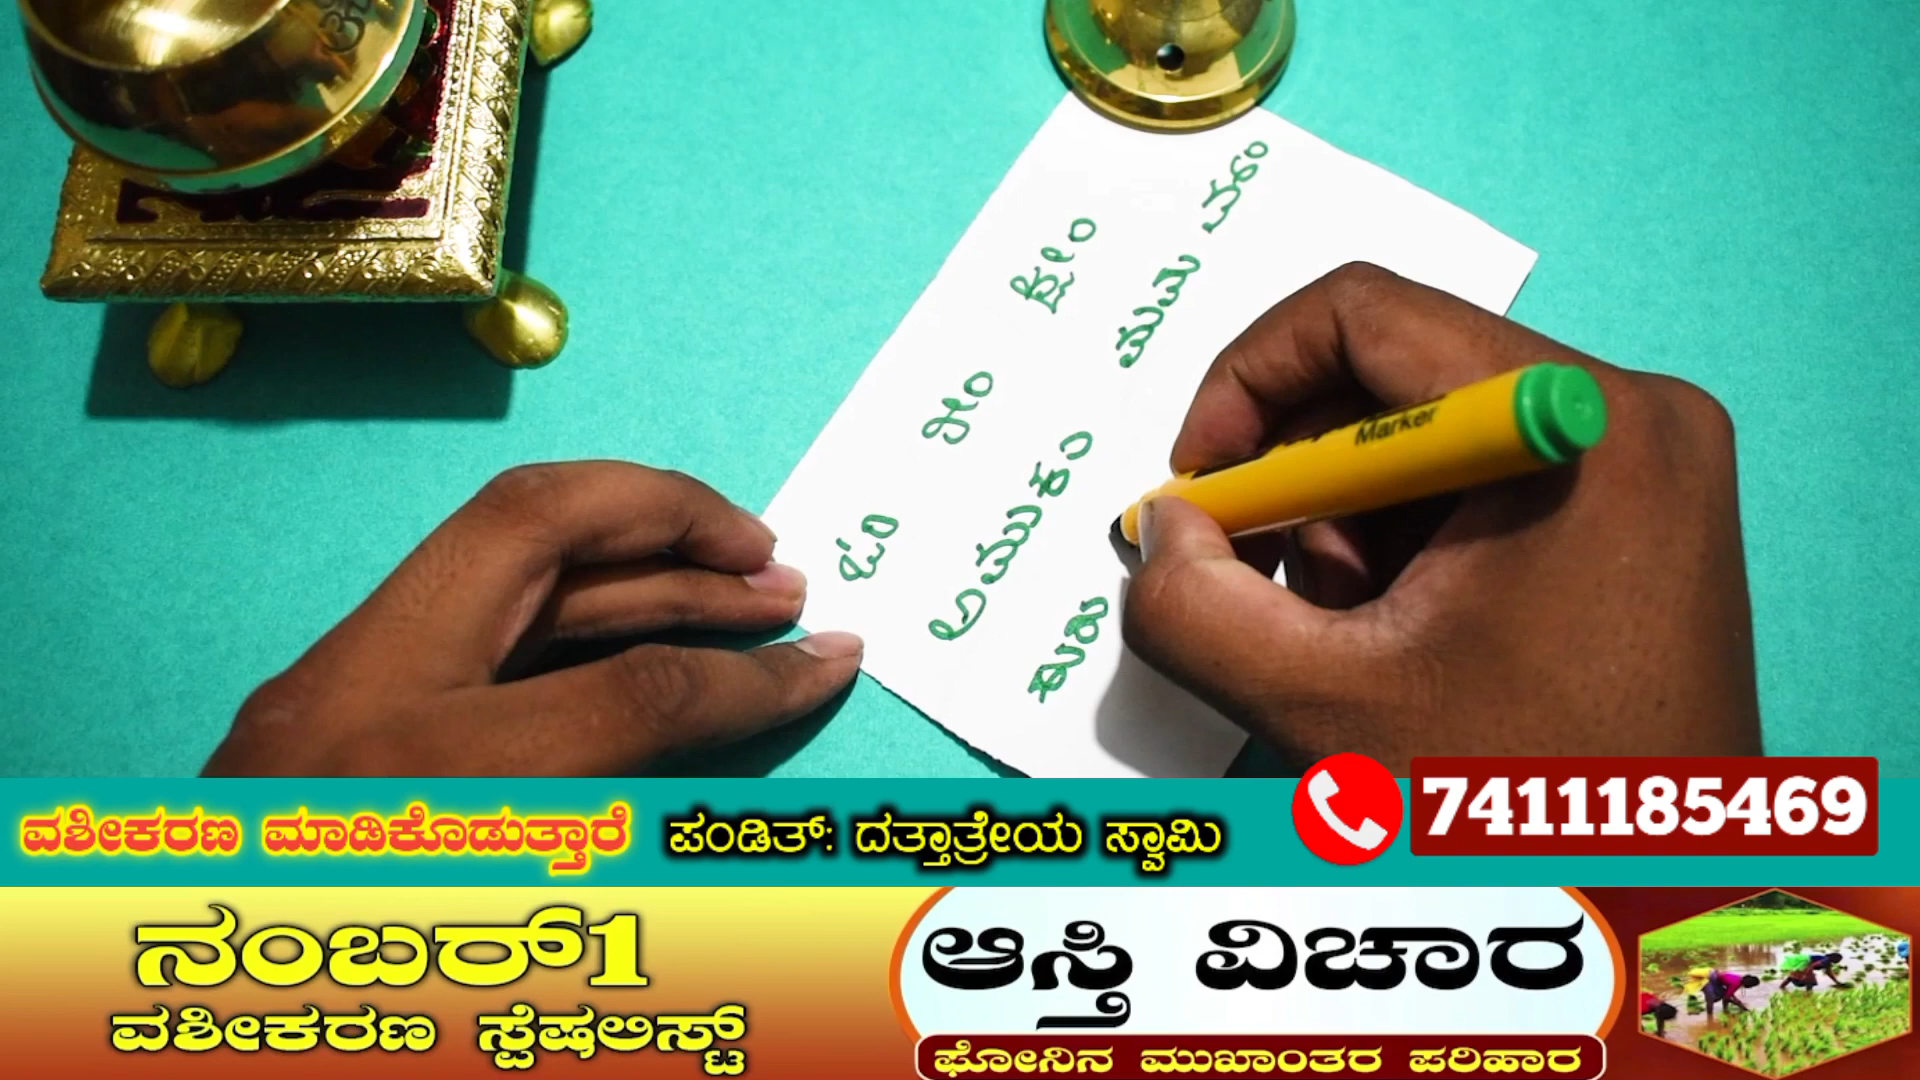 ಓಂ ಐಂ ಕ್ಲೀಂ
ಅಮುಕಂ ಮಮ ವಶಂ
ಕುರು
Marker
7411185469
ವಶೀಕರಣ ಮಾಡಿಕೊಡುತ್ತಾರೆ ಪಂಡಿತ್: ದತ್ತಾತ್ರೇಯ ಸ್ವಾಮಿ
ನಂಬರ್1
ವಶೀಕರಣ ಸ್ಪೆಷಲಿಸ್ಟ್
ಆಸ್ತಿ ವಿಚಾರ
ಫೋನಿನ ಮುಖಾಂತರ ಪರಿಹಾರ